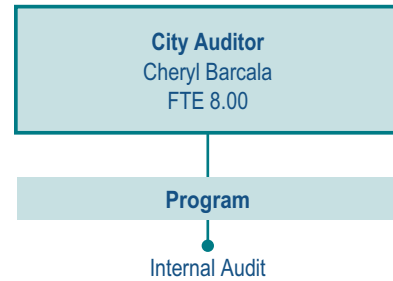 City Auditor
Cheryl Barcala
FTE 8.00
Program
Internal Audit